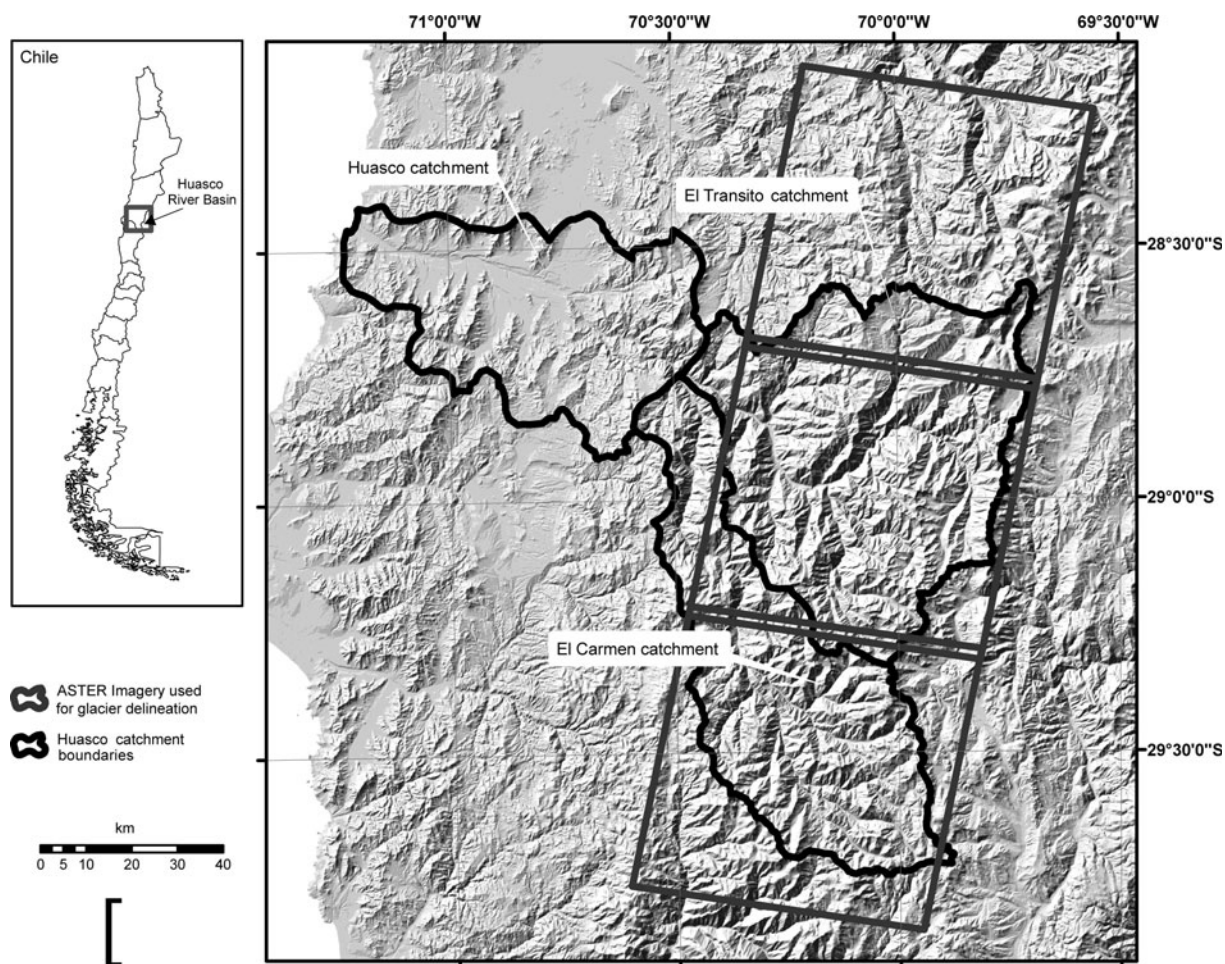 Chile
Huasco
River Basin
71°0'0"W
70°30'0"W
70°0'0"W
69°30'0"W
Huasco catchment
El Transito catchment
28°30'0"S
29°0'0"S
El Carmen catchment
29°30'0"S
ASTER Imagery used
for glacier delineation
Huasco catchment
boundaries
km
0 5 10 20 30 40